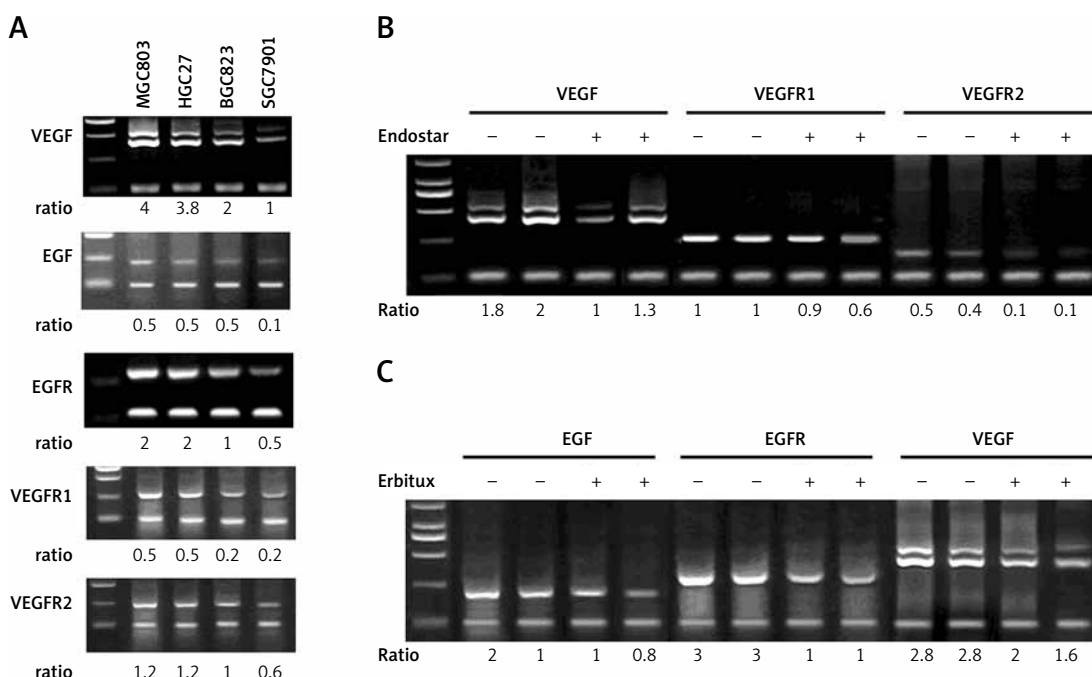 A
MGC803 HGC27 BGC823 SGC7901
VEGF
ratio 4 3.8 2 1
EGF
ratio 0.5 0.5 0.5 0.1
EGFR
ratio 2 2 1 0.5
VEGFR1
ratio 0.5 0.5 0.2 0.2
VEGFR2
ratio 1.2 1.2 1 0.6
B
VEGF VEGFR1 VEGFR2
Endostar – – + + – – + + – – + +
Ratio 1.8 2 1 1.3 1 1 0.9 0.6 0.5 0.4 0.1 0.1
C
EGF EGFR VEGF
Erbitux – – + + – – + + – – + +
Ratio 2 1 1 0.8 3 3 1 1 2.8 2.8 2 1.6